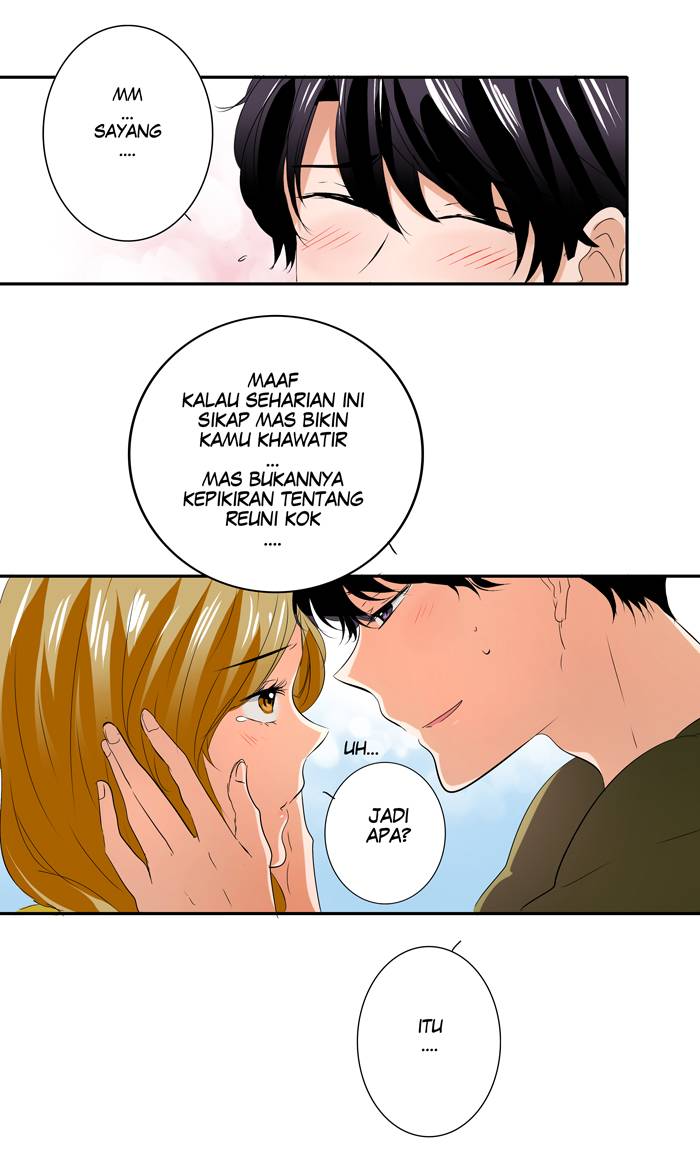 MM
...
SAYANG
....
MAAF
KALAU SEHARIAN INI
SIKAP MAS BIKIN
KAMU KHAWATIR
...
MAS BUKANNYA
KEPIKIRAN TENTANG
REUNI KOK
....
UH...
JADI
APA?
ITU
....